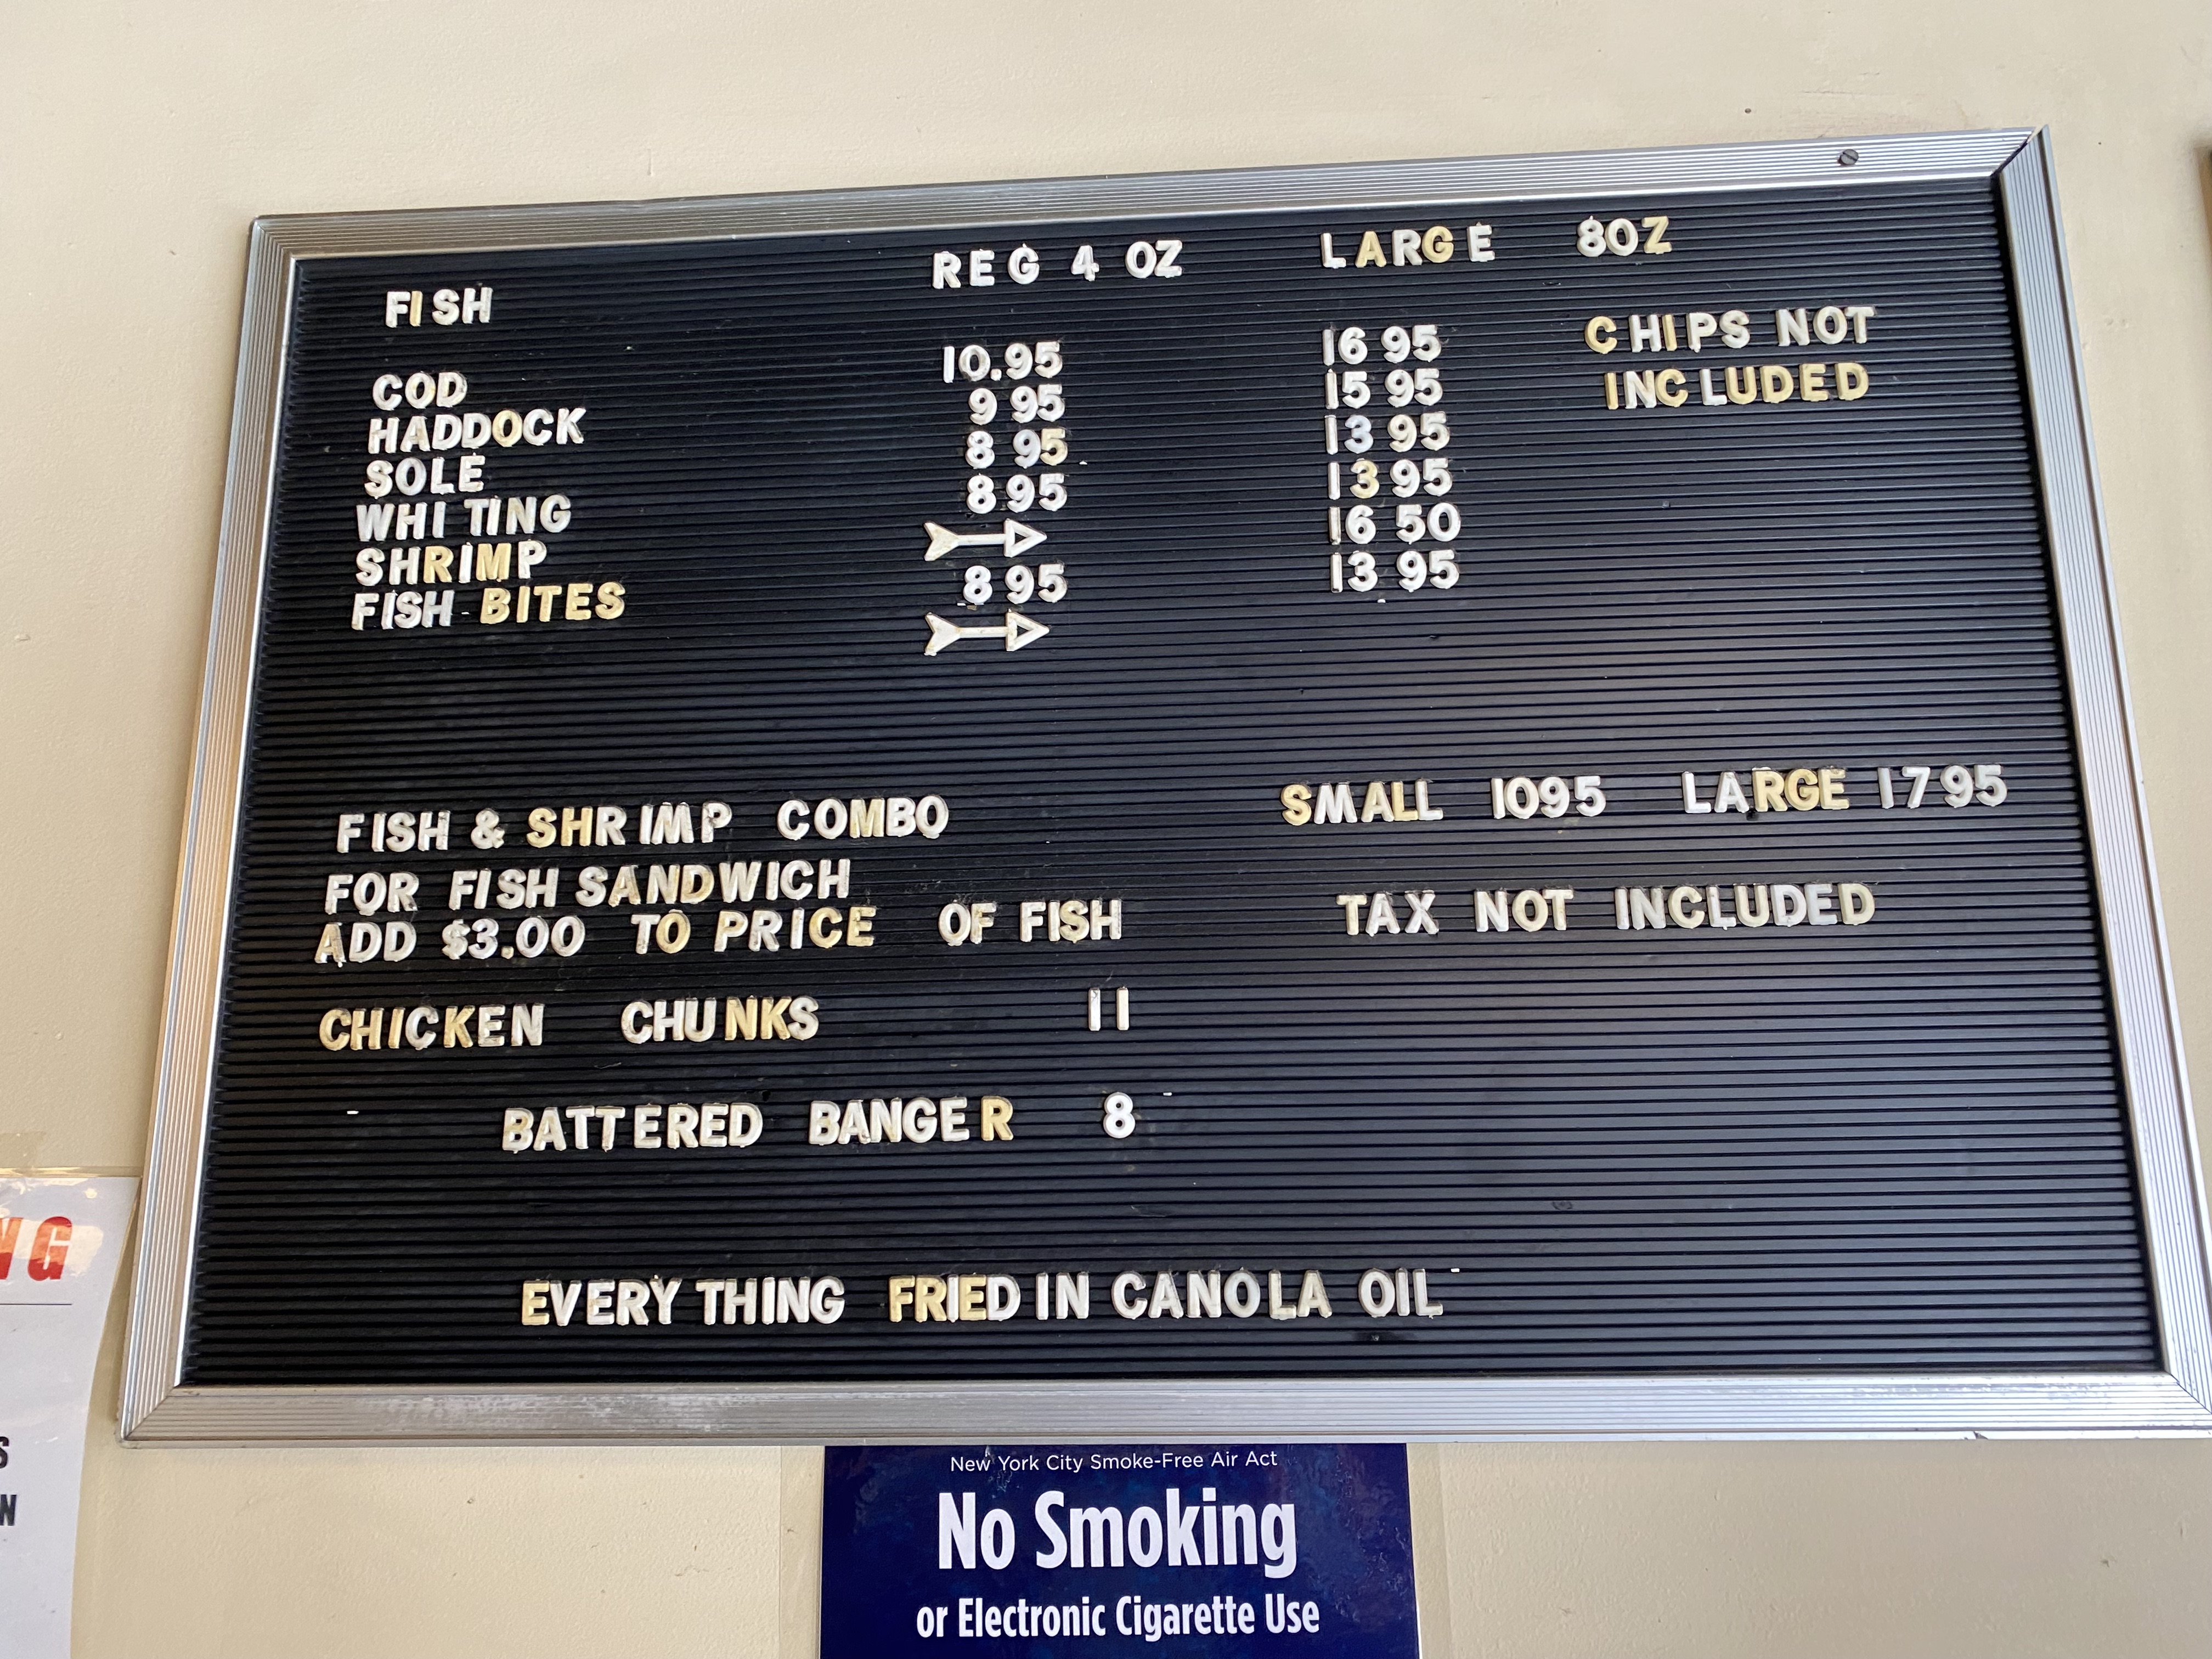 REG 4 OZ LARGE 8OZ
FISH
CHIPS NOT
INCLUDED
COD 10.95 16 95
HADDOCK 9 95 15 95
SOLE 8 95 13 95
WHITING 8 95 13 95
SHRIMP 16 50
FISH-BITES 8 95 13 95
FISH & SHRIMP COMBO SMALL 1095 LARGE 1795
FOR FISH SANDWICH
ADD $3.00 TO PRICE OF FISH TAX NOT INCLUDED
CHICKEN CHUNKS 11
BATTERED BANGER 8
EVERYTHING FRIED IN CANOLA OIL
New York City Smoke-Free Air Act
No Smoking
or Electronic Cigarette Use